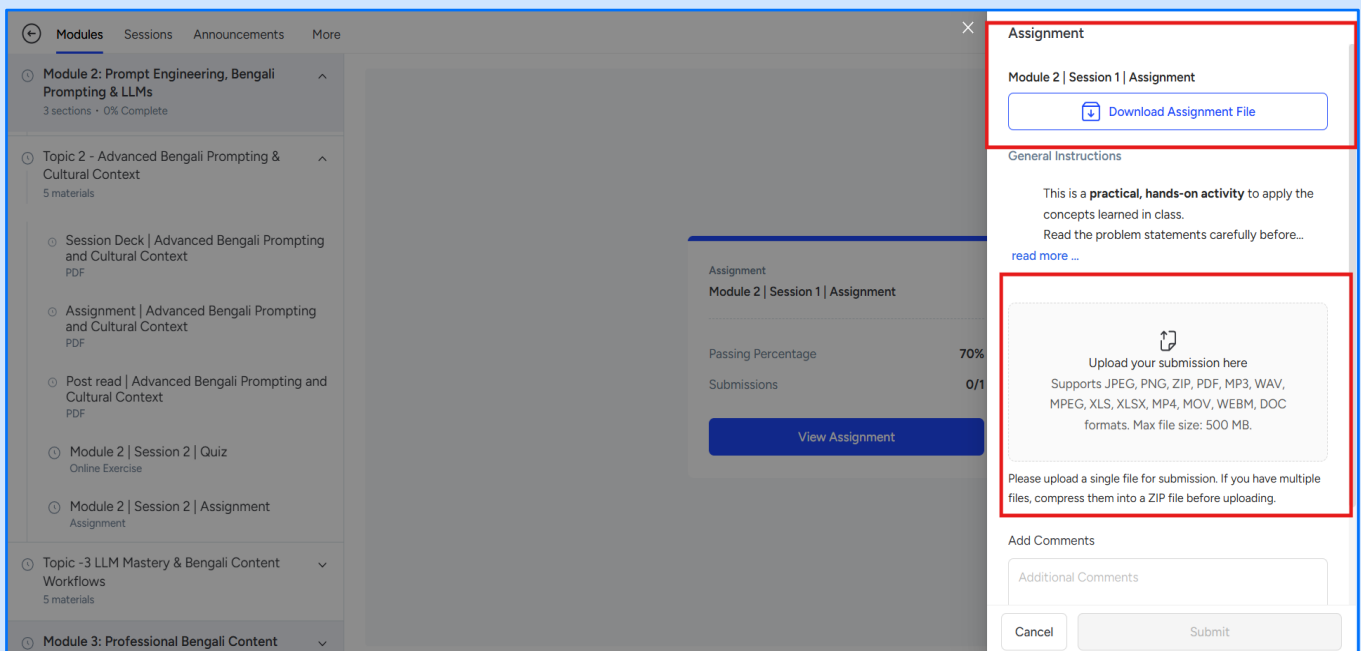 Modules Sessions Announcements More
Module 2: Prompt Engineering, Bengali
Prompting & LLMs
3 sections • 0% Complete
Topic 2 - Advanced Bengali Prompting &
Cultural Context
5 materials
Session Deck | Advanced Bengali Prompting
and Cultural Context
PDF
Assignment | Advanced Bengali Prompting
and Cultural Context
PDF
Post read | Advanced Bengali Prompting and
Cultural Context
PDF
Module 2 | Session 2 | Quiz
Online Exercise
Module 2 | Session 2 | Assignment
Assignment
Topic -3 LLM Mastery & Bengali Content
Workflows
5 materials
Module 3: Professional Bengali Content
Assignment
Module 2 | Session 1 | Assignment
Passing Percentage 70%
Submissions 0/1
View Assignment
Assignment
Module 2 | Session 1 | Assignment
Download Assignment File
General Instructions
This is a practical, hands-on activity to apply the
concepts learned in class.
Read the problem statements carefully before...
read more ...
Upload your submission here
Supports JPEG, PNG, ZIP, PDF, MP3, WAV,
MPEG, XLS, XLSX, MP4, MOV, WEBM, DOC
formats. Max file size: 500 MB.
Please upload a single file for submission. If you have multiple
files, compress them into a ZIP file before uploading.
Add Comments
Additional Comments
Cancel Submit